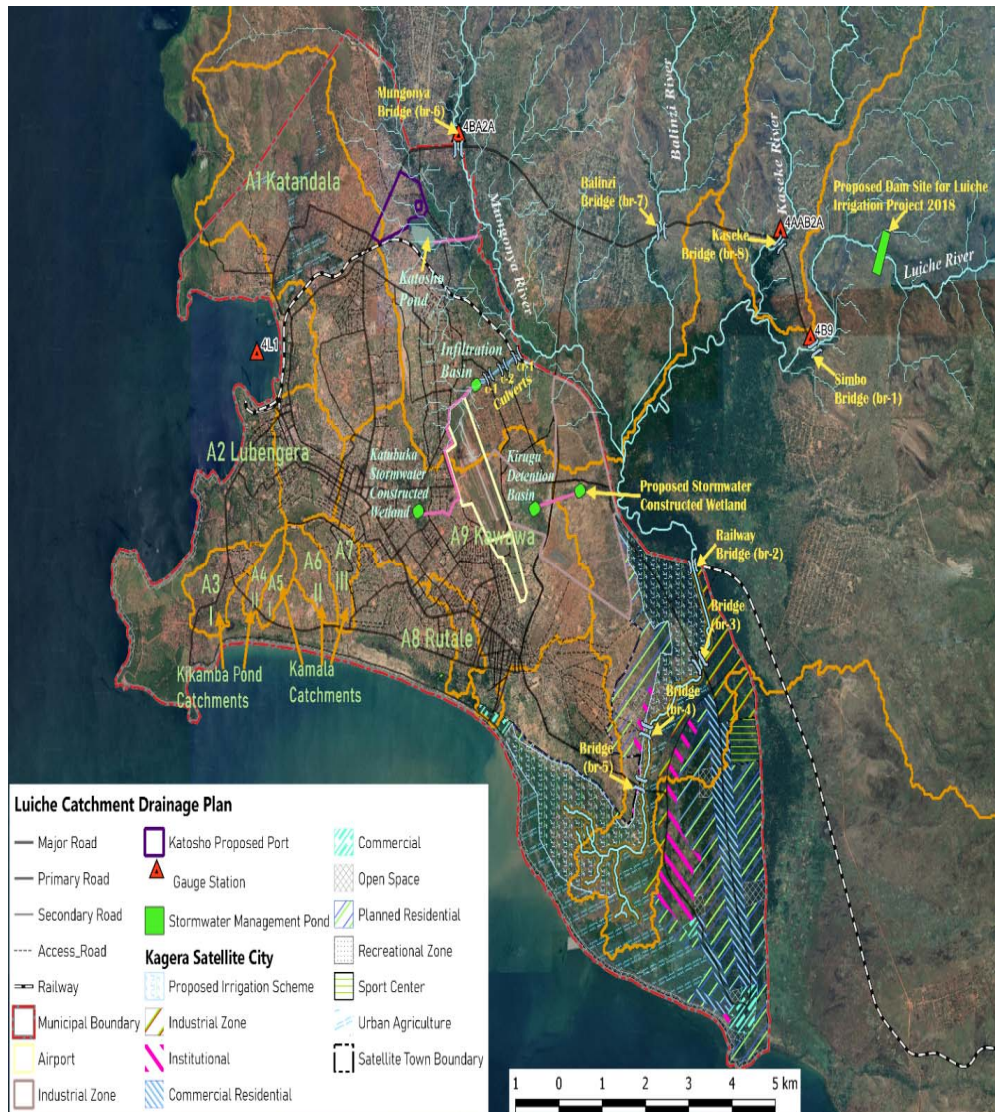 Mungonya
Bridge (br-6)
4BA2A
Balinzi River
Kaseke River
A1 Katandala
Mungonya River
Balinzi
Bridge (br-7)
Proposed Dam Site for Luiche
Irrigation Project 2018
4AAB2A
Kaseke
Bridge (br-8)
Luiche River
Katosho
Pond
4L1
4B9
Infiltration
Basin
cr-1
c-2
c-1
Culverts
Simbo
Bridge (br-1)
A2 Lubengera
Katubuka
Stormwater
Constructed
Wetland
Kirugu
Detention
Basin
Proposed Stormwater
Constructed Wetland
A9 Kawawa
Railway
Bridge (br-2)
A3
I
A4
II
A5
I
A6
II
A7
III
Bridge
(br-3)
A8 Rutale
Kikamba Pond
Catchments
Kamala
Catchments
Bridge
(br-4)
Bridge
(br-5)
Luiche Catchment Drainage Plan
Major Road
Primary Road
Secondary Road
Access_Road
Railway
Municipal Boundary
Airport
Industrial Zone
Katosho Proposed Port
Gauge Station
Stormwater Management Pond
Kagera Satellite City
Proposed Irrigation Scheme
Industrial Zone
Institutional
Commercial Residential
Commercial
Open Space
Planned Residential
Recreational Zone
Sport Center
Urban Agriculture
Satellite Town Boundary
1 0 1 2 3 4 5 km